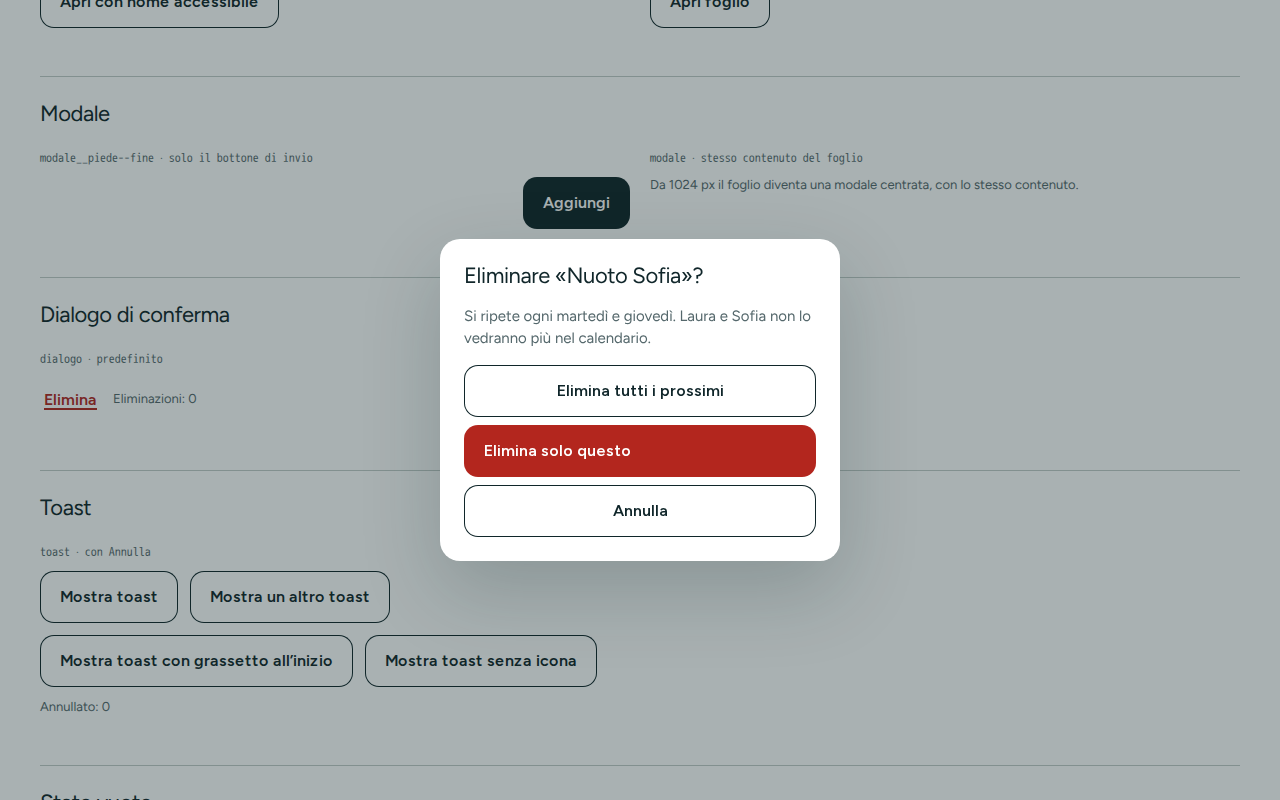 Apri con nome accessibile
Apri foglio
Modale
modale__piede--fine · solo il bottone di invio
Aggiungi
modale · stesso contenuto del foglio
Da 1024 px il foglio diventa una modale centrata, con lo stesso contenuto.
Dialogo di conferma
dialogo · predefinito
Elimina
Eliminazioni: 0
Eliminare «Nuoto Sofia»?
Si ripete ogni martedì e giovedì. Laura e Sofia non lo
vedranno più nel calendario.
Elimina tutti i prossimi
Elimina solo questo
Annulla
Toast
toast · con Annulla
Mostra toast
Mostra un altro toast
Mostra toast con grassetto all’inizio
Mostra toast senza icona
Annullato: 0
Stato vuoto